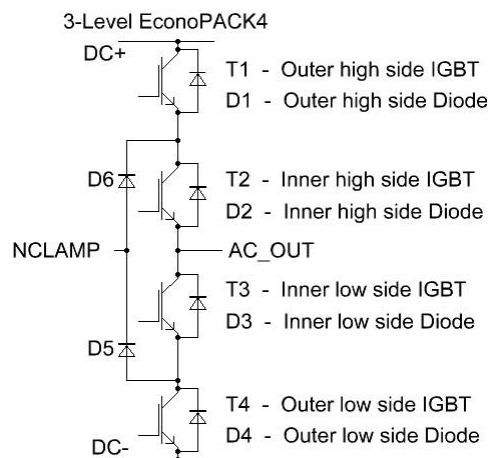 3-Level EconoPACK4
DC+
T1 - Outer high side IGBT
D1 - Outer high side Diode
D6
T2 - Inner high side IGBT
D2 - Inner high side Diode
NCLAMP
AC_OUT
T3 - Inner low side IGBT
D3 - Inner low side Diode
D5
T4 - Outer low side IGBT
D4 - Outer low side Diode
DC-